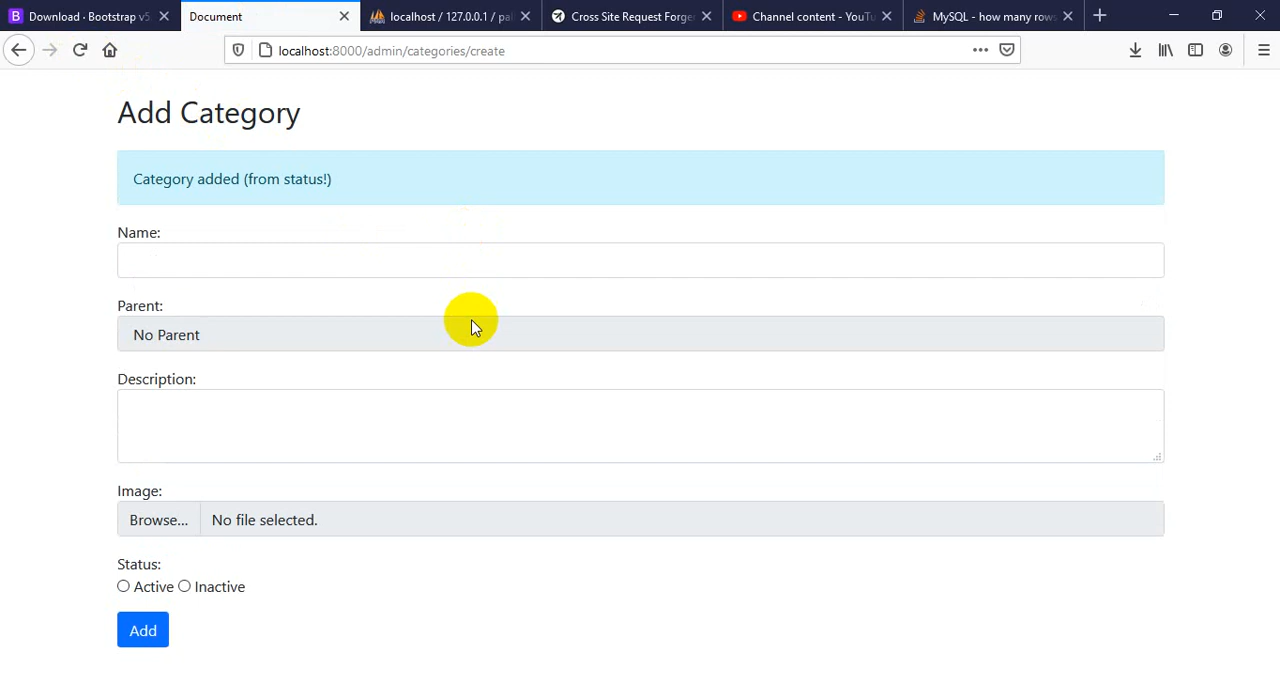 Download · Bootstrap v5
Document
localhost / 127.0.0.1 / pal
Cross Site Request Forger
Channel content - YouTu
MySQL - how many rows
localhost:8000/admin/categories/create
Add Category
Category added (from status!)
Name:
Parent:
No Parent
Description:
Image:
Browse... No file selected.
Status:
Active Inactive
Add